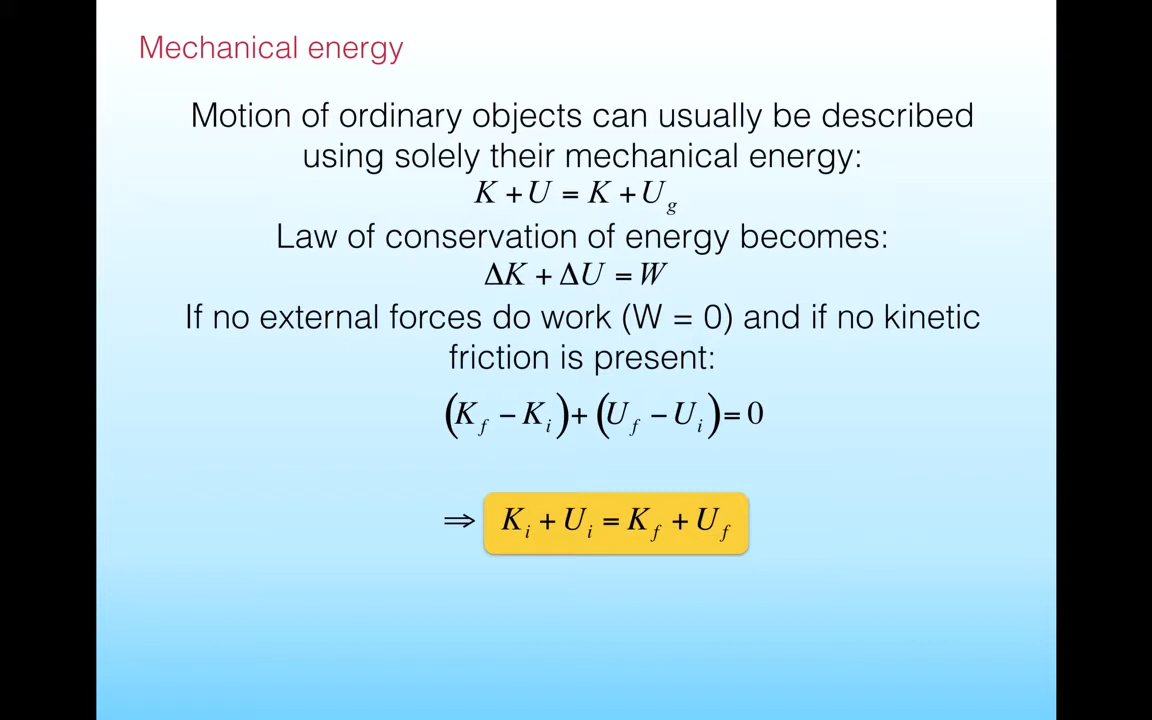 Mechanical energy
Motion of ordinary objects can usually be described
using solely their mechanical energy:
K + U = K + U_g
Law of conservation of energy becomes:
ΔK + ΔU = W
If no external forces do work (W = 0) and if no kinetic
friction is present:
(K_f − K_i) + (U_f − U_i) = 0
⇒ K_i + U_i = K_f + U_f